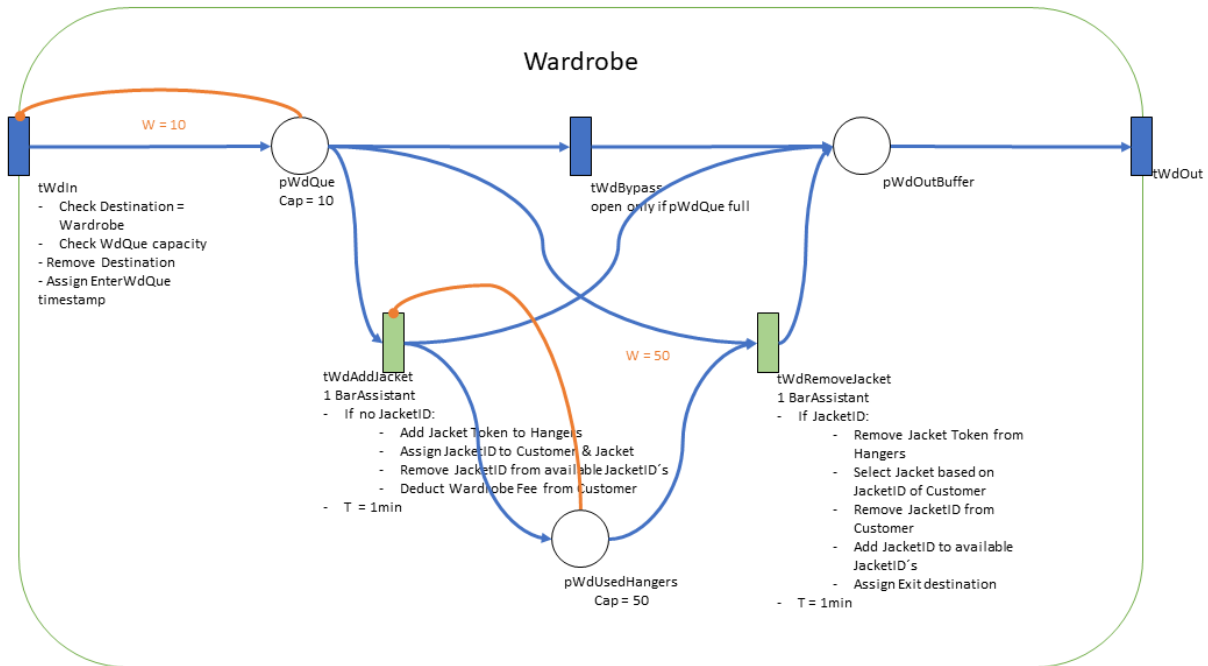 Wardrobe
W = 10
tWdIn
- Check Destination =
Wardrobe
- Check WdQue capacity
- Remove Destination
- Assign EnterWdQue
timestamp
pWdQue
Cap = 10
tWdBypass
open only if pWdQue full
pWdOutBuffer
tWdOut
W = 50
tWdAddJacket
1 BarAssistant
- If no JacketID:
- Add Jacket Token to Hangers
- Assign JacketID to Customer & Jacket
- Remove JacketID from available JacketID´s
- Deduct Wardrobe Fee from Customer
- T = 1min
tWdRemoveJacket
1 BarAssistant
- If JacketID:
- Remove Jacket Token from
Hangers
- Select Jacket based on
JacketID of Customer
- Remove JacketID from
Customer
- Add JacketID to available
JacketID´s
- Assign Exit destination
- T = 1min
pWdUsedHangers
Cap = 50